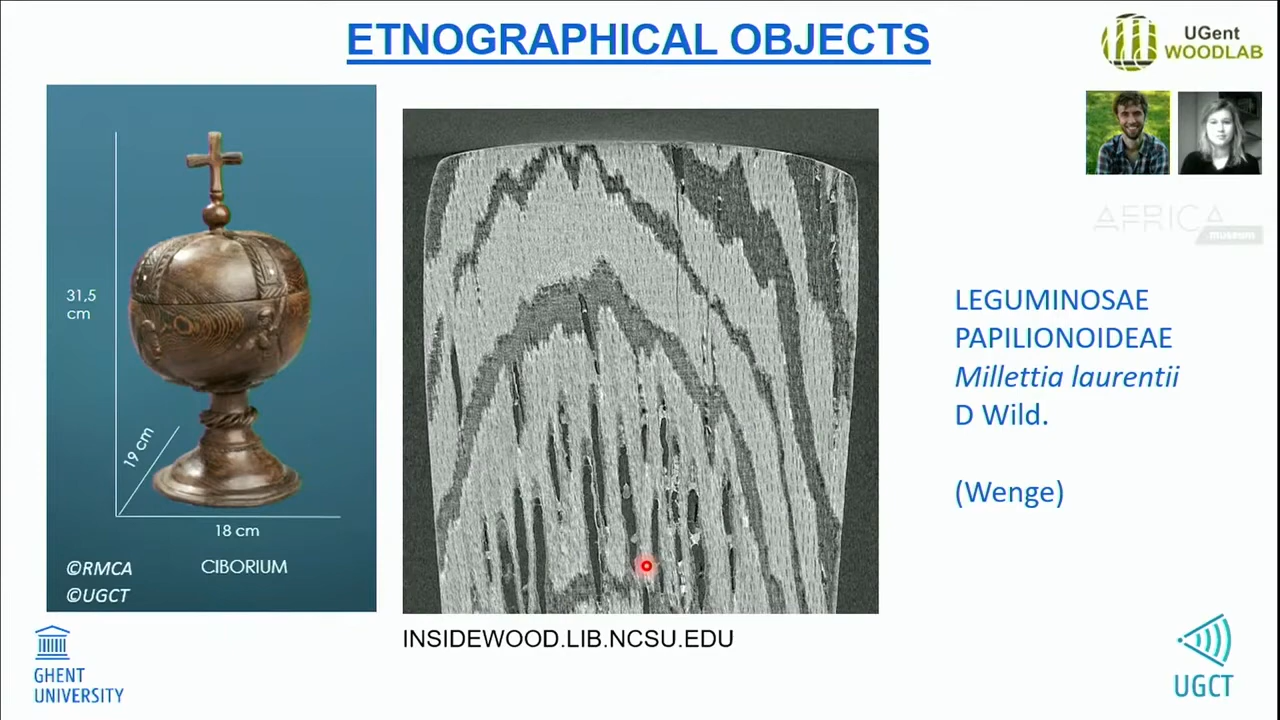 ETNOGRAPHICAL OBJECTS
UGent
WOODLAB
31,5
cm
19 cm
18 cm
©RMCA
CIBORIUM
©UGCT
AFRICA
museum
LEGUMINOSAE
PAPILIONOIDEAE
Millettia laurentii
D Wild.
(Wenge)
INSIDEWOOD.LIB.NCSU.EDU
GHENT
UNIVERSITY
UGCT